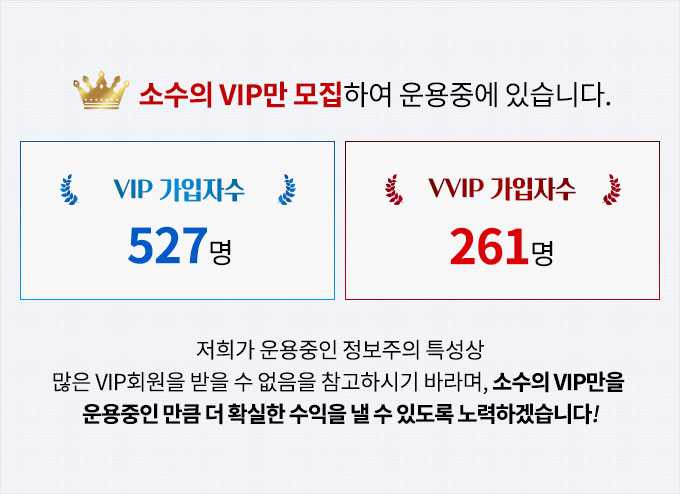 소수의 VIP만 모집하여 운용중에 있습니다.
VIP 가입자수
527명
VVIP 가입자수
261명
저희가 운용중인 정보주의 특성상
많은 VIP회원을 받을 수 없음을 참고하시기 바라며, 소수의 VIP만을
운용중인 만큼 더 확실한 수익을 낼 수 있도록 노력하겠습니다!